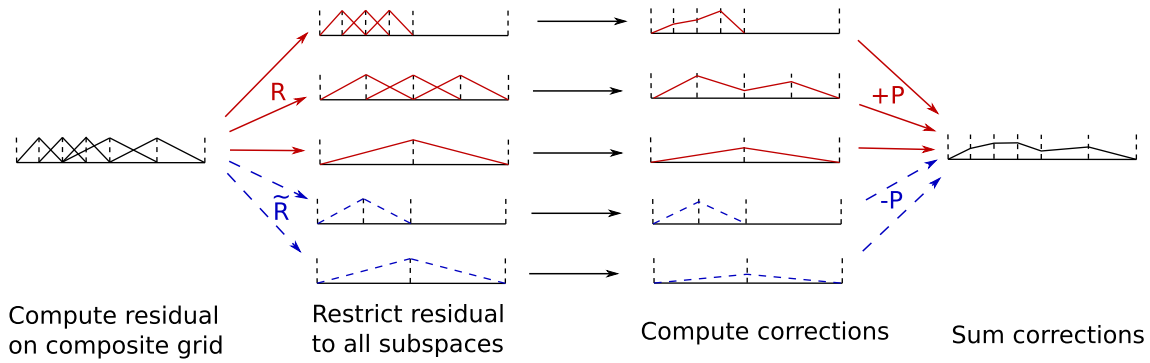 R
R̃
+P
-P
Compute residual
on composite grid
Restrict residual
to all subspaces
Compute corrections
Sum corrections